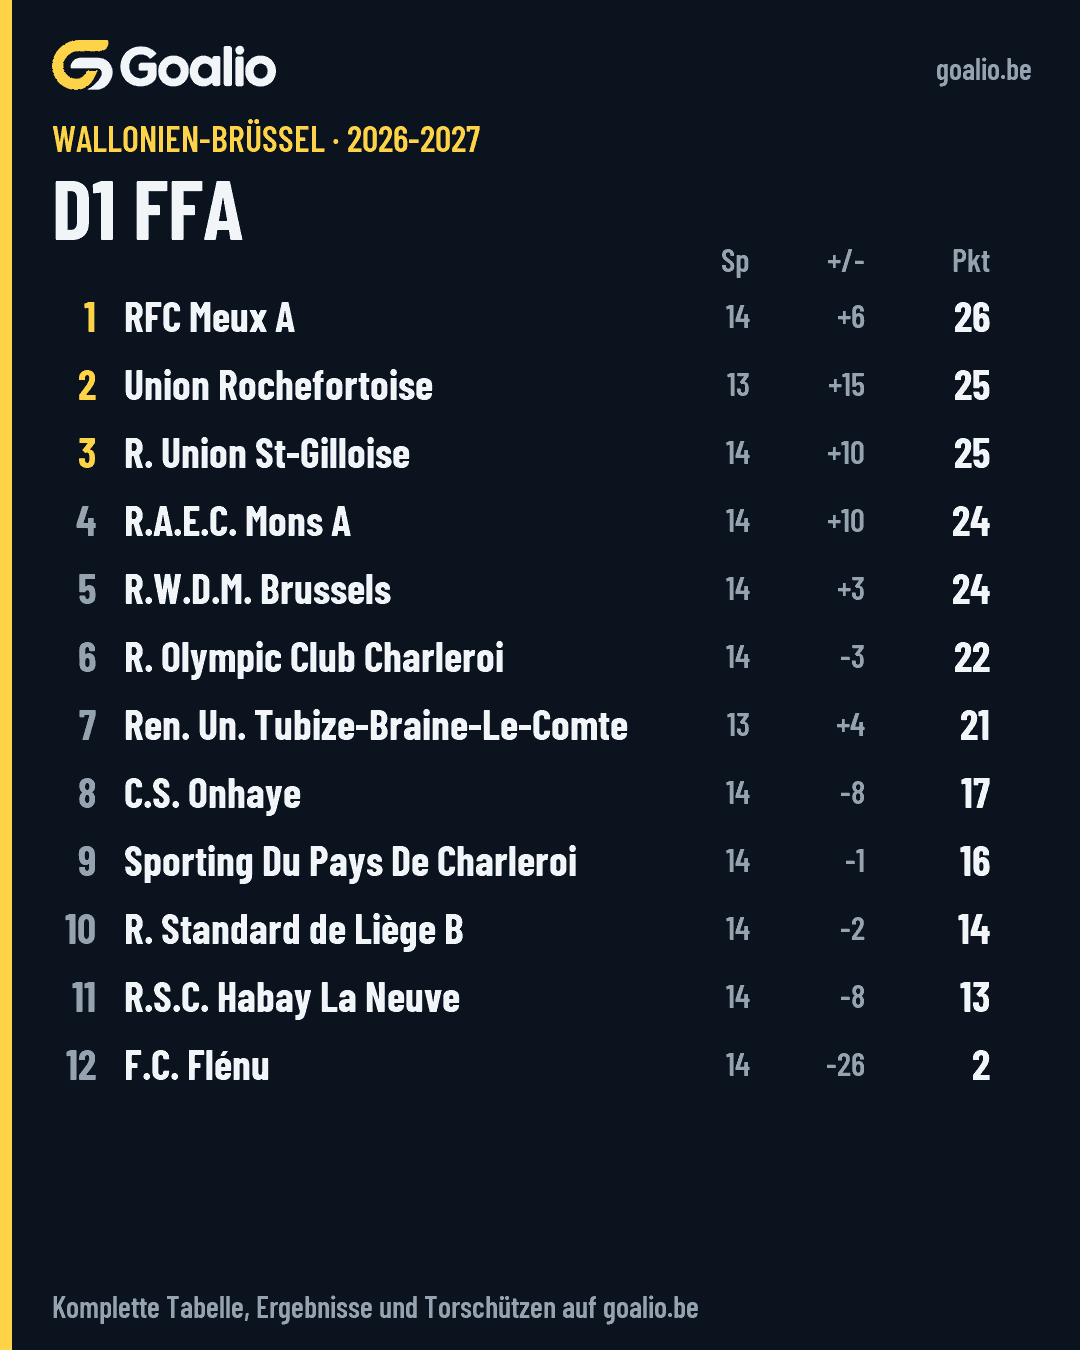 Goalio
goalio.be
WALLONIEN-BRÜSSEL · 2026-2027
D1 FFA
Sp +/- Pkt
1 RFC Meux A 14 +6 26
2 Union Rochefortoise 13 +15 25
3 R. Union St-Gilloise 14 +10 25
4 R.A.E.C. Mons A 14 +10 24
5 R.W.D.M. Brussels 14 +3 24
6 R. Olympic Club Charleroi 14 -3 22
7 Ren. Un. Tubize-Braine-Le-Comte 13 +4 21
8 C.S. Onhaye 14 -8 17
9 Sporting Du Pays De Charleroi 14 -1 16
10 R. Standard de Liège B 14 -2 14
11 R.S.C. Habay La Neuve 14 -8 13
12 F.C. Flénu 14 -26 2
Komplette Tabelle, Ergebnisse und Torschützen auf goalio.be